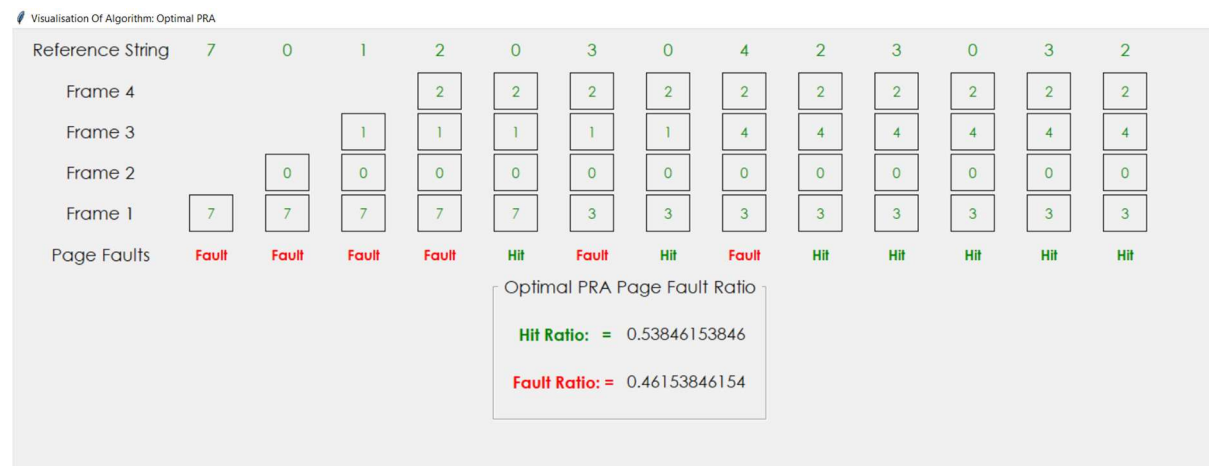 Visualisation Of Algorithm: Optimal PRA
Reference String 7 0 1 2 0 3 0 4 2 3 0 3 2
Frame 4 2 2 2 2 2 2 2 2 2 2
Frame 3 1 1 1 1 1 4 4 4 4 4 4
Frame 2 0 0 0 0 0 0 0 0 0 0 0 0
Frame 1 7 7 7 7 7 3 3 3 3 3 3 3 3
Page Faults Fault Fault Fault Fault Hit Fault Hit Fault Hit Hit Hit Hit Hit
Optimal PRA Page Fault Ratio
Hit Ratio: = 0.53846153846
Fault Ratio: = 0.46153846154